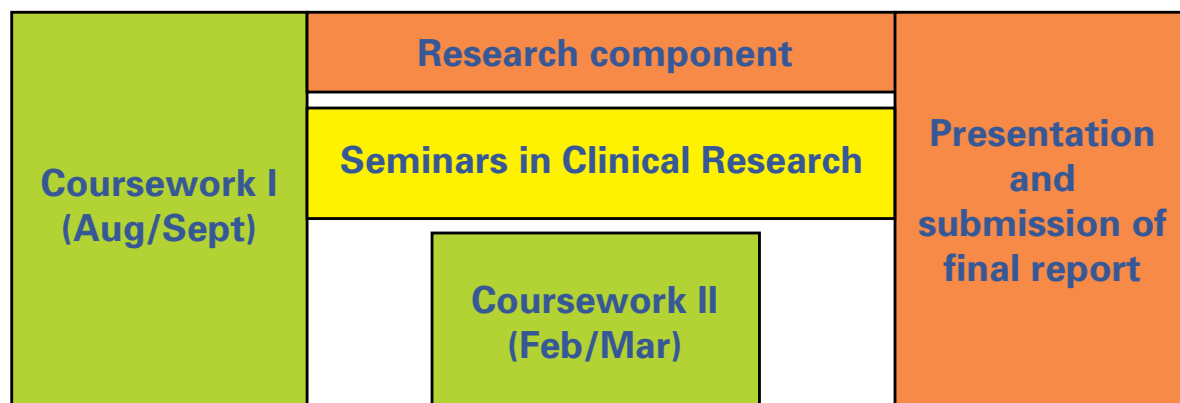 Coursework I
(Aug/Sept)
Research component
Seminars in Clinical Research
Coursework II
(Feb/Mar)
Presentation
and
submission of
final report